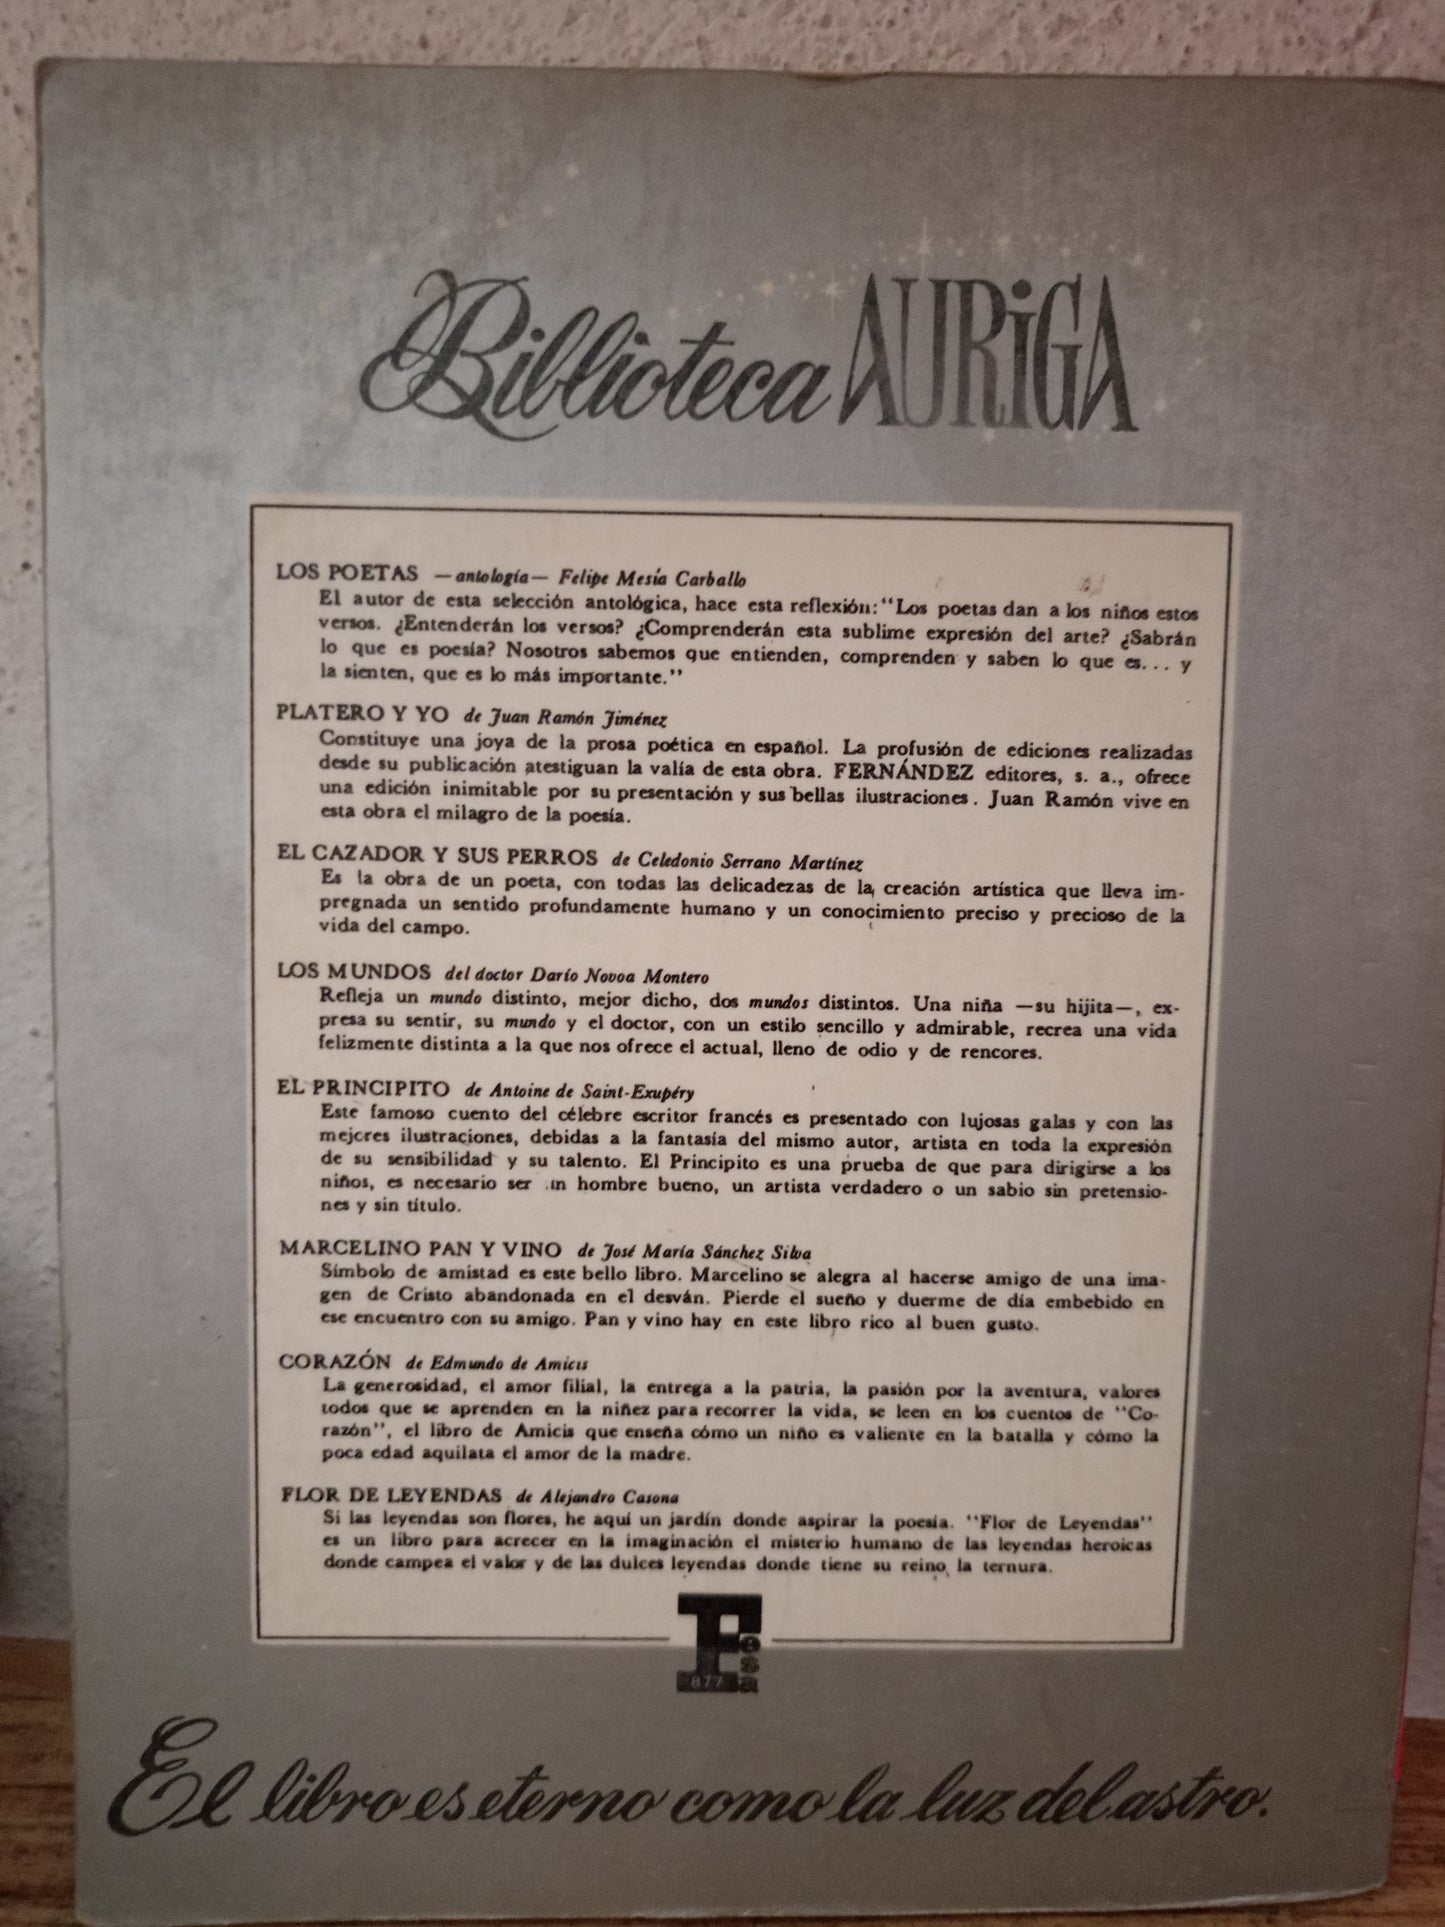 Biblioteca AURiGA
LOS POETAS —antología— Felipe Mesía Carballo
El autor de esta selección antológica, hace esta reflexión: "Los poetas dan a los niños estos
versos. ¿Entenderán los versos? ¿Comprenderán esta sublime expresión del arte? ¿Sabrán
lo que es poesía? Nosotros sabemos que entienden, comprenden y saben lo que es... y
la sienten, que es lo más importante."
PLATERO Y YO de Juan Ramón Jiménez
Constituye una joya de la prosa poética en español. La profusión de ediciones realizadas
desde su publicación atestiguan la valía de esta obra. FERNÁNDEZ editores, s. a., ofrece
una edición inimitable por su presentación y sus bellas ilustraciones. Juan Ramón vive en
esta obra el milagro de la poesía.
EL CAZADOR Y SUS PERROS de Celedonio Serrano Martínez
Es la obra de un poeta, con todas las delicadezas de la creación artística que lleva im-
pregnada un sentido profundamente humano y un conocimiento preciso y precioso de la
vida del campo.
LOS MUNDOS del doctor Darío Novoa Montero
Refleja un mundo distinto, mejor dicho, dos mundos distintos. Una niña —su hijita—, ex-
presa su sentir, su mundo y el doctor, con un estilo sencillo y admirable, recrea una vida
felizmente distinta a la que nos ofrece el actual, lleno de odio y de rencores.
EL PRINCIPITO de Antoine de Saint-Exupéry
Este famoso cuento del célebre escritor francés es presentado con lujosas galas y con las
mejores ilustraciones, debidas a la fantasía del mismo autor, artista en toda la expresión
de su sensibilidad y su talento. El Principito es una prueba de que para dirigirse a los
niños, es necesario ser un hombre bueno, un artista verdadero o un sabio sin pretensio-
nes y sin título.
MARCELINO PAN Y VINO de José María Sánchez Silva
Símbolo de amistad es este bello libro. Marcelino se alegra al hacerse amigo de una ima-
gen de Cristo abandonada en el desván. Pierde el sueño y duerme de día embebido en
ese encuentro con su amigo. Pan y vino hay en este libro rico al buen gusto.
CORAZÓN de Edmundo de Amicis
La generosidad, el amor filial, la entrega a la patria, la pasión por la aventura, valores
todos que se aprenden en la niñez para recorrer la vida, se leen en los cuentos de "Co-
razón", el libro de Amicis que enseña cómo un niño es valiente en la batalla y cómo la
poca edad aquilata el amor de la madre.
FLOR DE LEYENDAS de Alejandro Casona
Si las leyendas son flores, he aquí un jardín donde aspirar la poesía. "Flor de Leyendas"
es un libro para acrecer en la imaginación el misterio humano de las leyendas heroicas
donde campea el valor y de las dulces leyendas donde tiene su reino la ternura.
Fesa
877
El libro es eterno como la luz del astro.